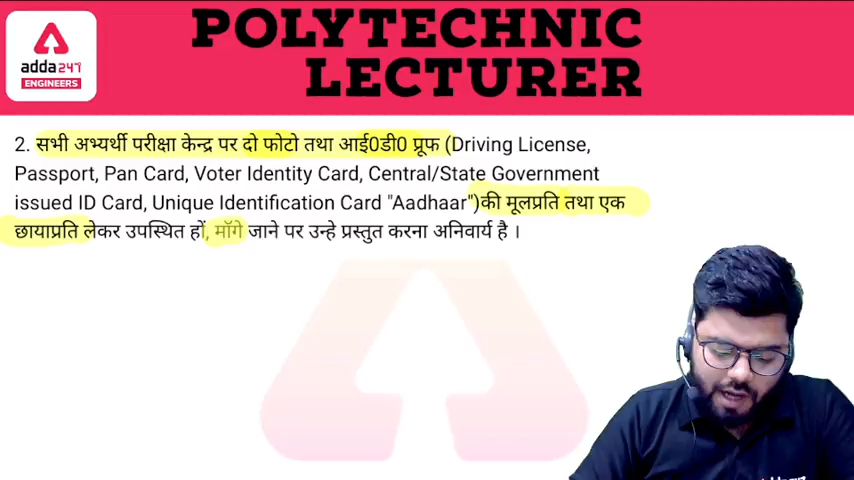 POLYTECHNIC
LECTURER
adda247
ENGINEERS
2. सभी अभ्यर्थी परीक्षा केन्द्र पर दो फोटो तथा आई0डी0 प्रूफ (Driving License,
Passport, Pan Card, Voter Identity Card, Central/State Government
issued ID Card, Unique Identification Card "Aadhaar")की मूलप्रति तथा एक
छायाप्रति लेकर उपस्थित हों, मॉगे जाने पर उन्हे प्रस्तुत करना अनिवार्य है ।